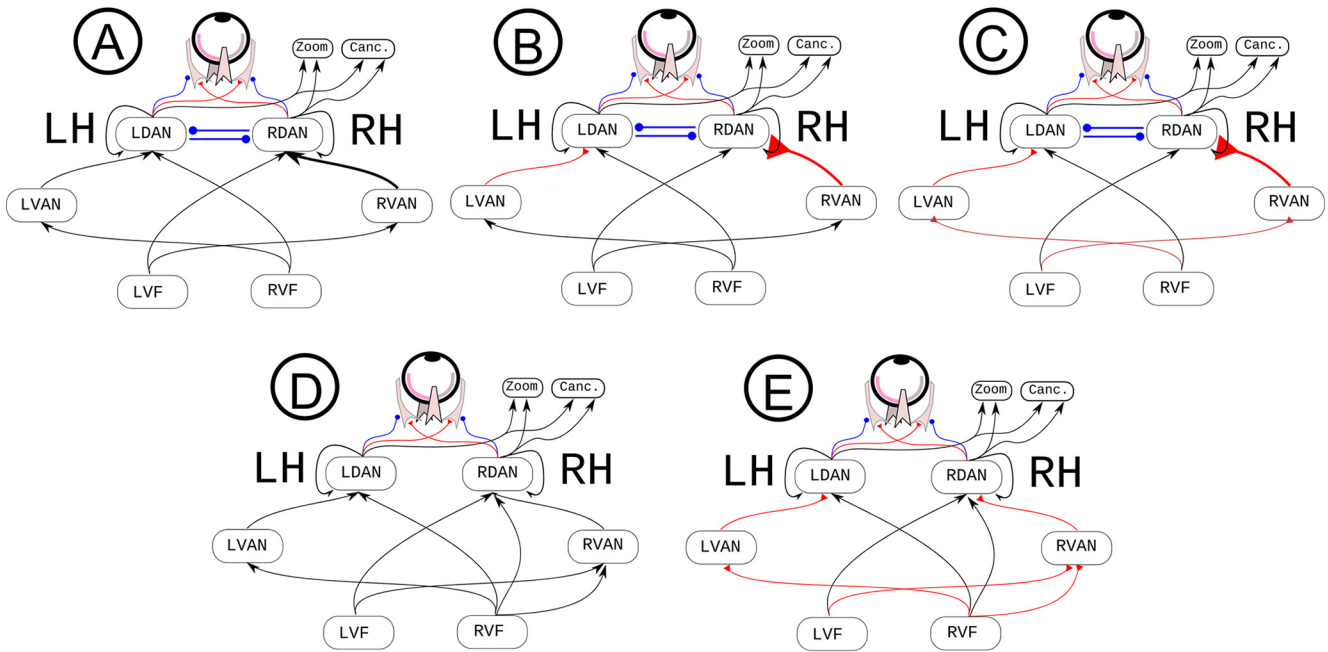 A
Zoom Canc.
LH LDAN RDAN RH
LVAN RVAN
LVF RVF
B
Zoom Canc.
LH LDAN RDAN RH
LVAN RVAN
LVF RVF
C
Zoom Canc.
LH LDAN RDAN RH
LVAN RVAN
LVF RVF
D
Zoom Canc.
LH LDAN RDAN RH
LVAN RVAN
LVF RVF
E
Zoom Canc.
LH LDAN RDAN RH
LVAN RVAN
LVF RVF